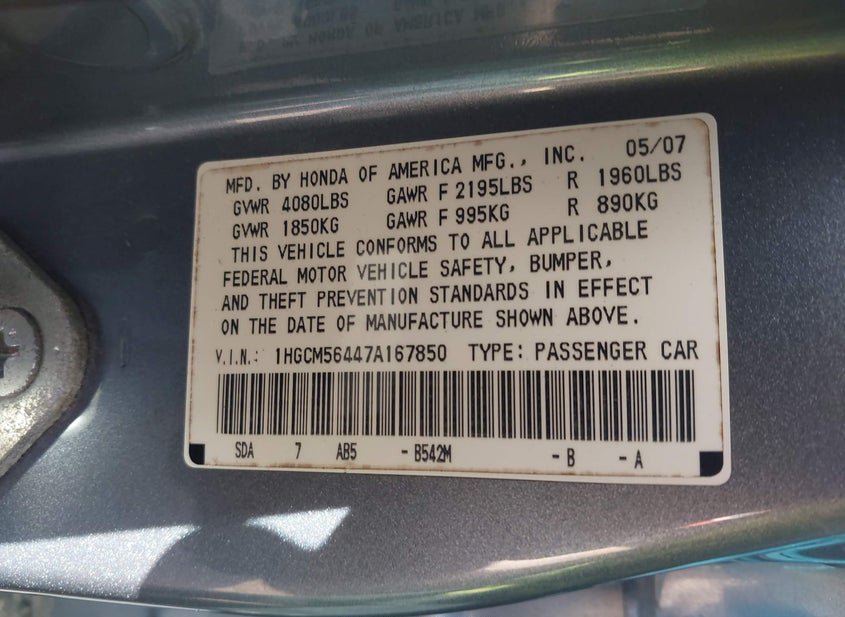 MFD. BY HONDA OF AMERICA MFG., INC. 05/07
GVWR 4080LBS GAWR F 2195LBS R 1960LBS
GVWR 1850KG GAWR F 995KG R 890KG
THIS VEHICLE CONFORMS TO ALL APPLICABLE
FEDERAL MOTOR VEHICLE SAFETY, BUMPER,
AND THEFT PREVENTION STANDARDS IN EFFECT
ON THE DATE OF MANUFACTURE SHOWN ABOVE.
V.I.N.: 1HGCM56447A167850 TYPE: PASSENGER CAR
SDA 7 AB5 - B542M - B - A